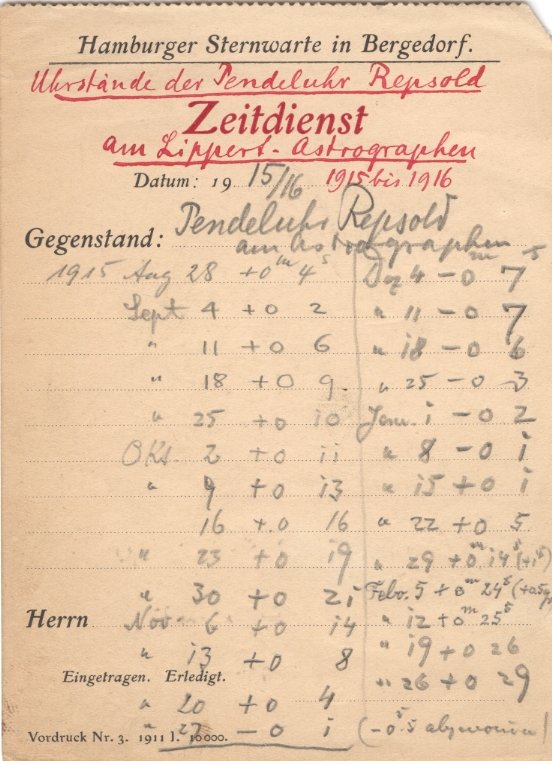 Hamburger Sternwarte in Bergedorf.
Uhrstände der Pendeluhr Repsold
Zeitdienst
am Lippert-Astrographen
Datum: 19 15/16 1915 bis 1916
Gegenstand: Pendeluhr Repsold
am Astrographen
1915 Aug 28 +0m 4s
Sept 4 +0 2
" 11 +0 6
" 18 +0 9
" 25 +0 10
Okt. 2 +0 11
" 9 +0 13
16 +0 16
" 23 +0 19
" 30 +0 21
Nov 6 +0 14
" 13 +0 8
" 20 +0 4
" 27 -0 1
Dez 4 -0m 7s
" 11 -0 7
" 18 -0 6
" 25 -0 3
Jan. 1 -0 2
" 8 -0 1
" 15 +0 1
" 22 +0 5
" 29 +0m 14s
Febr. 5 +0m 24s
" 12 +0m 25s
" 19 +0 26
" 26 +0 29
Herrn
Eingetragen. Erledigt.
Vordruck Nr. 3. 1911 I. 10000.